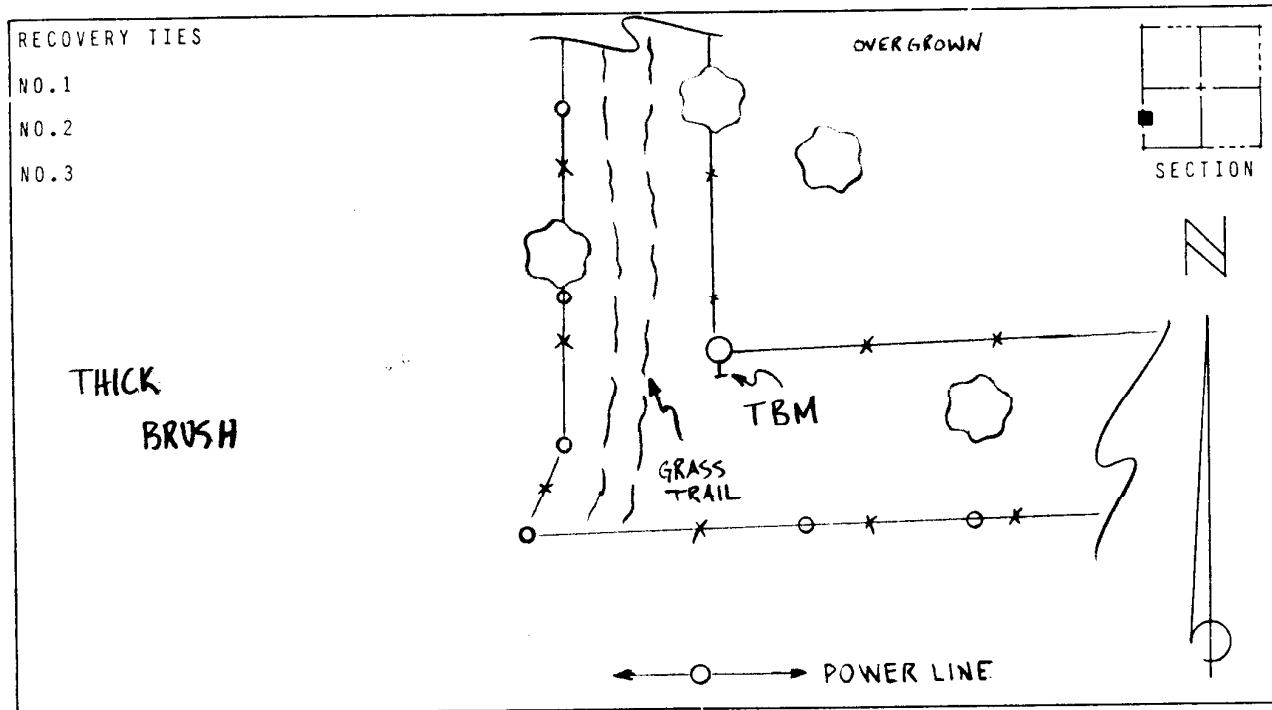 RECOVERY TIES
NO.1
NO.2
NO.3
OVERGROWN
SECTION
N
THICK
BRUSH
TBM
GRASS
TRAIL
POWER LINE